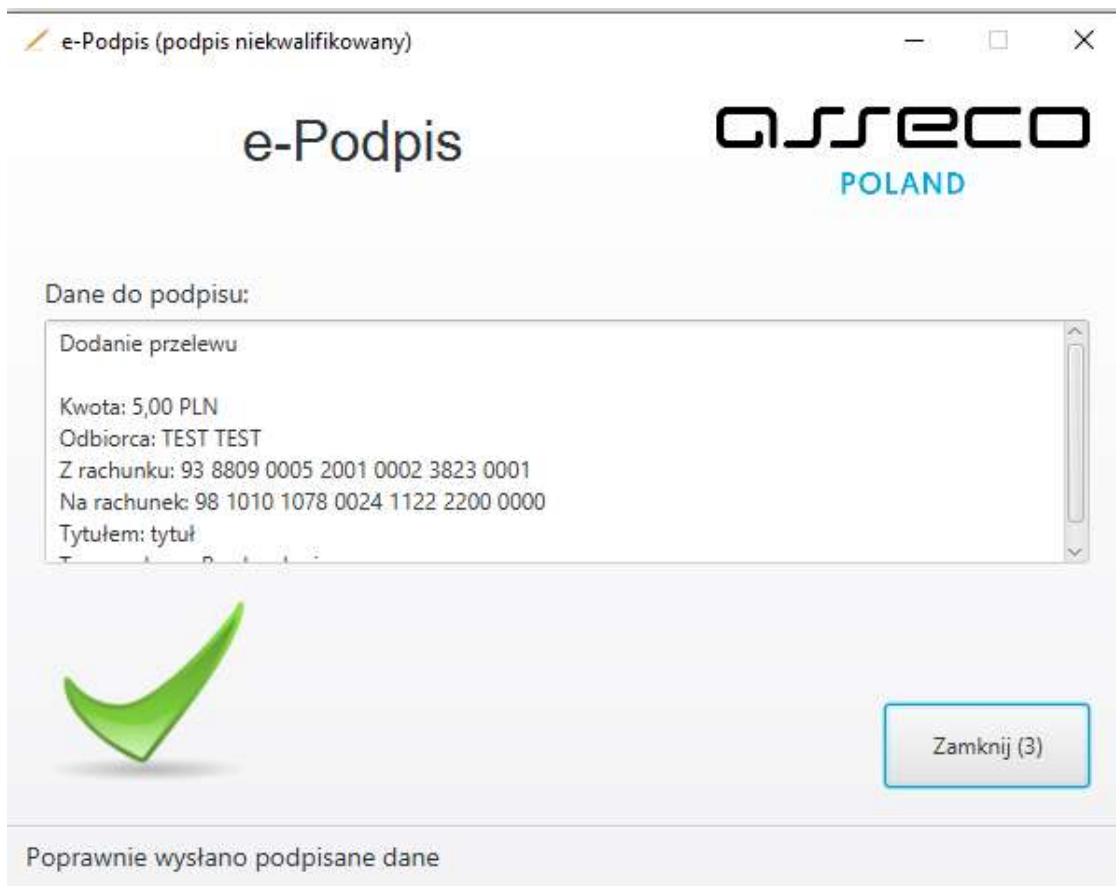 e-Podpis (podpis niekwalifikowany)
e-Podpis
asseco
POLAND
Dane do podpisu:
Dodanie przelewu
Kwota: 5,00 PLN
Odbiorca: TEST TEST
Z rachunku: 93 8809 0005 2001 0002 3823 0001
Na rachunek: 98 1010 1078 0024 1122 2200 0000
Tytułem: tytuł
Zamknij (3)
Poprawnie wysłano podpisane dane